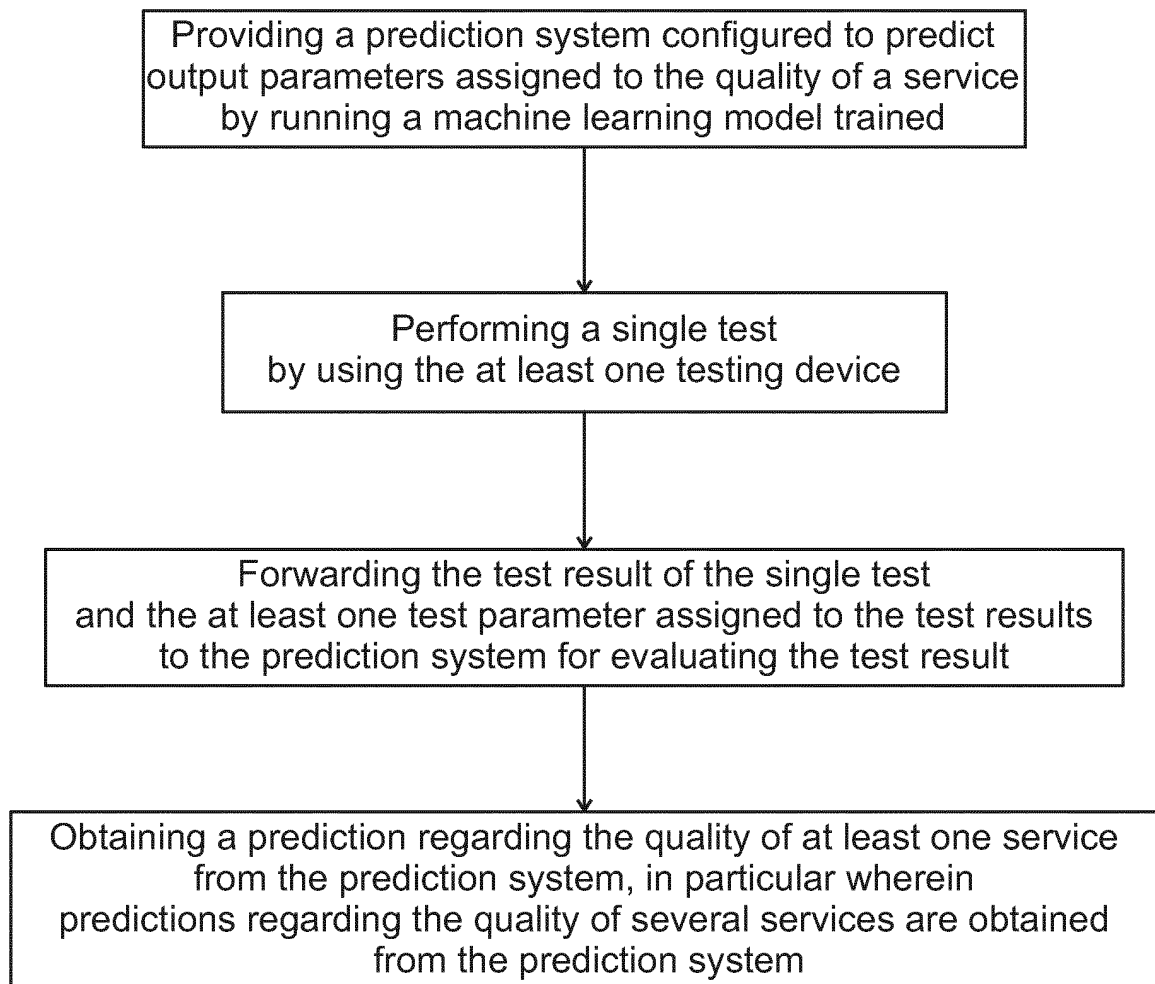 Providing a prediction system configured to predict
output parameters assigned to the quality of a service
by running a machine learning model trained
Performing a single test
by using the at least one testing device
Forwarding the test result of the single test
and the at least one test parameter assigned to the test results
to the prediction system for evaluating the test result
Obtaining a prediction regarding the quality of at least one service
from the prediction system, in particular wherein
predictions regarding the quality of several services are obtained
from the prediction system